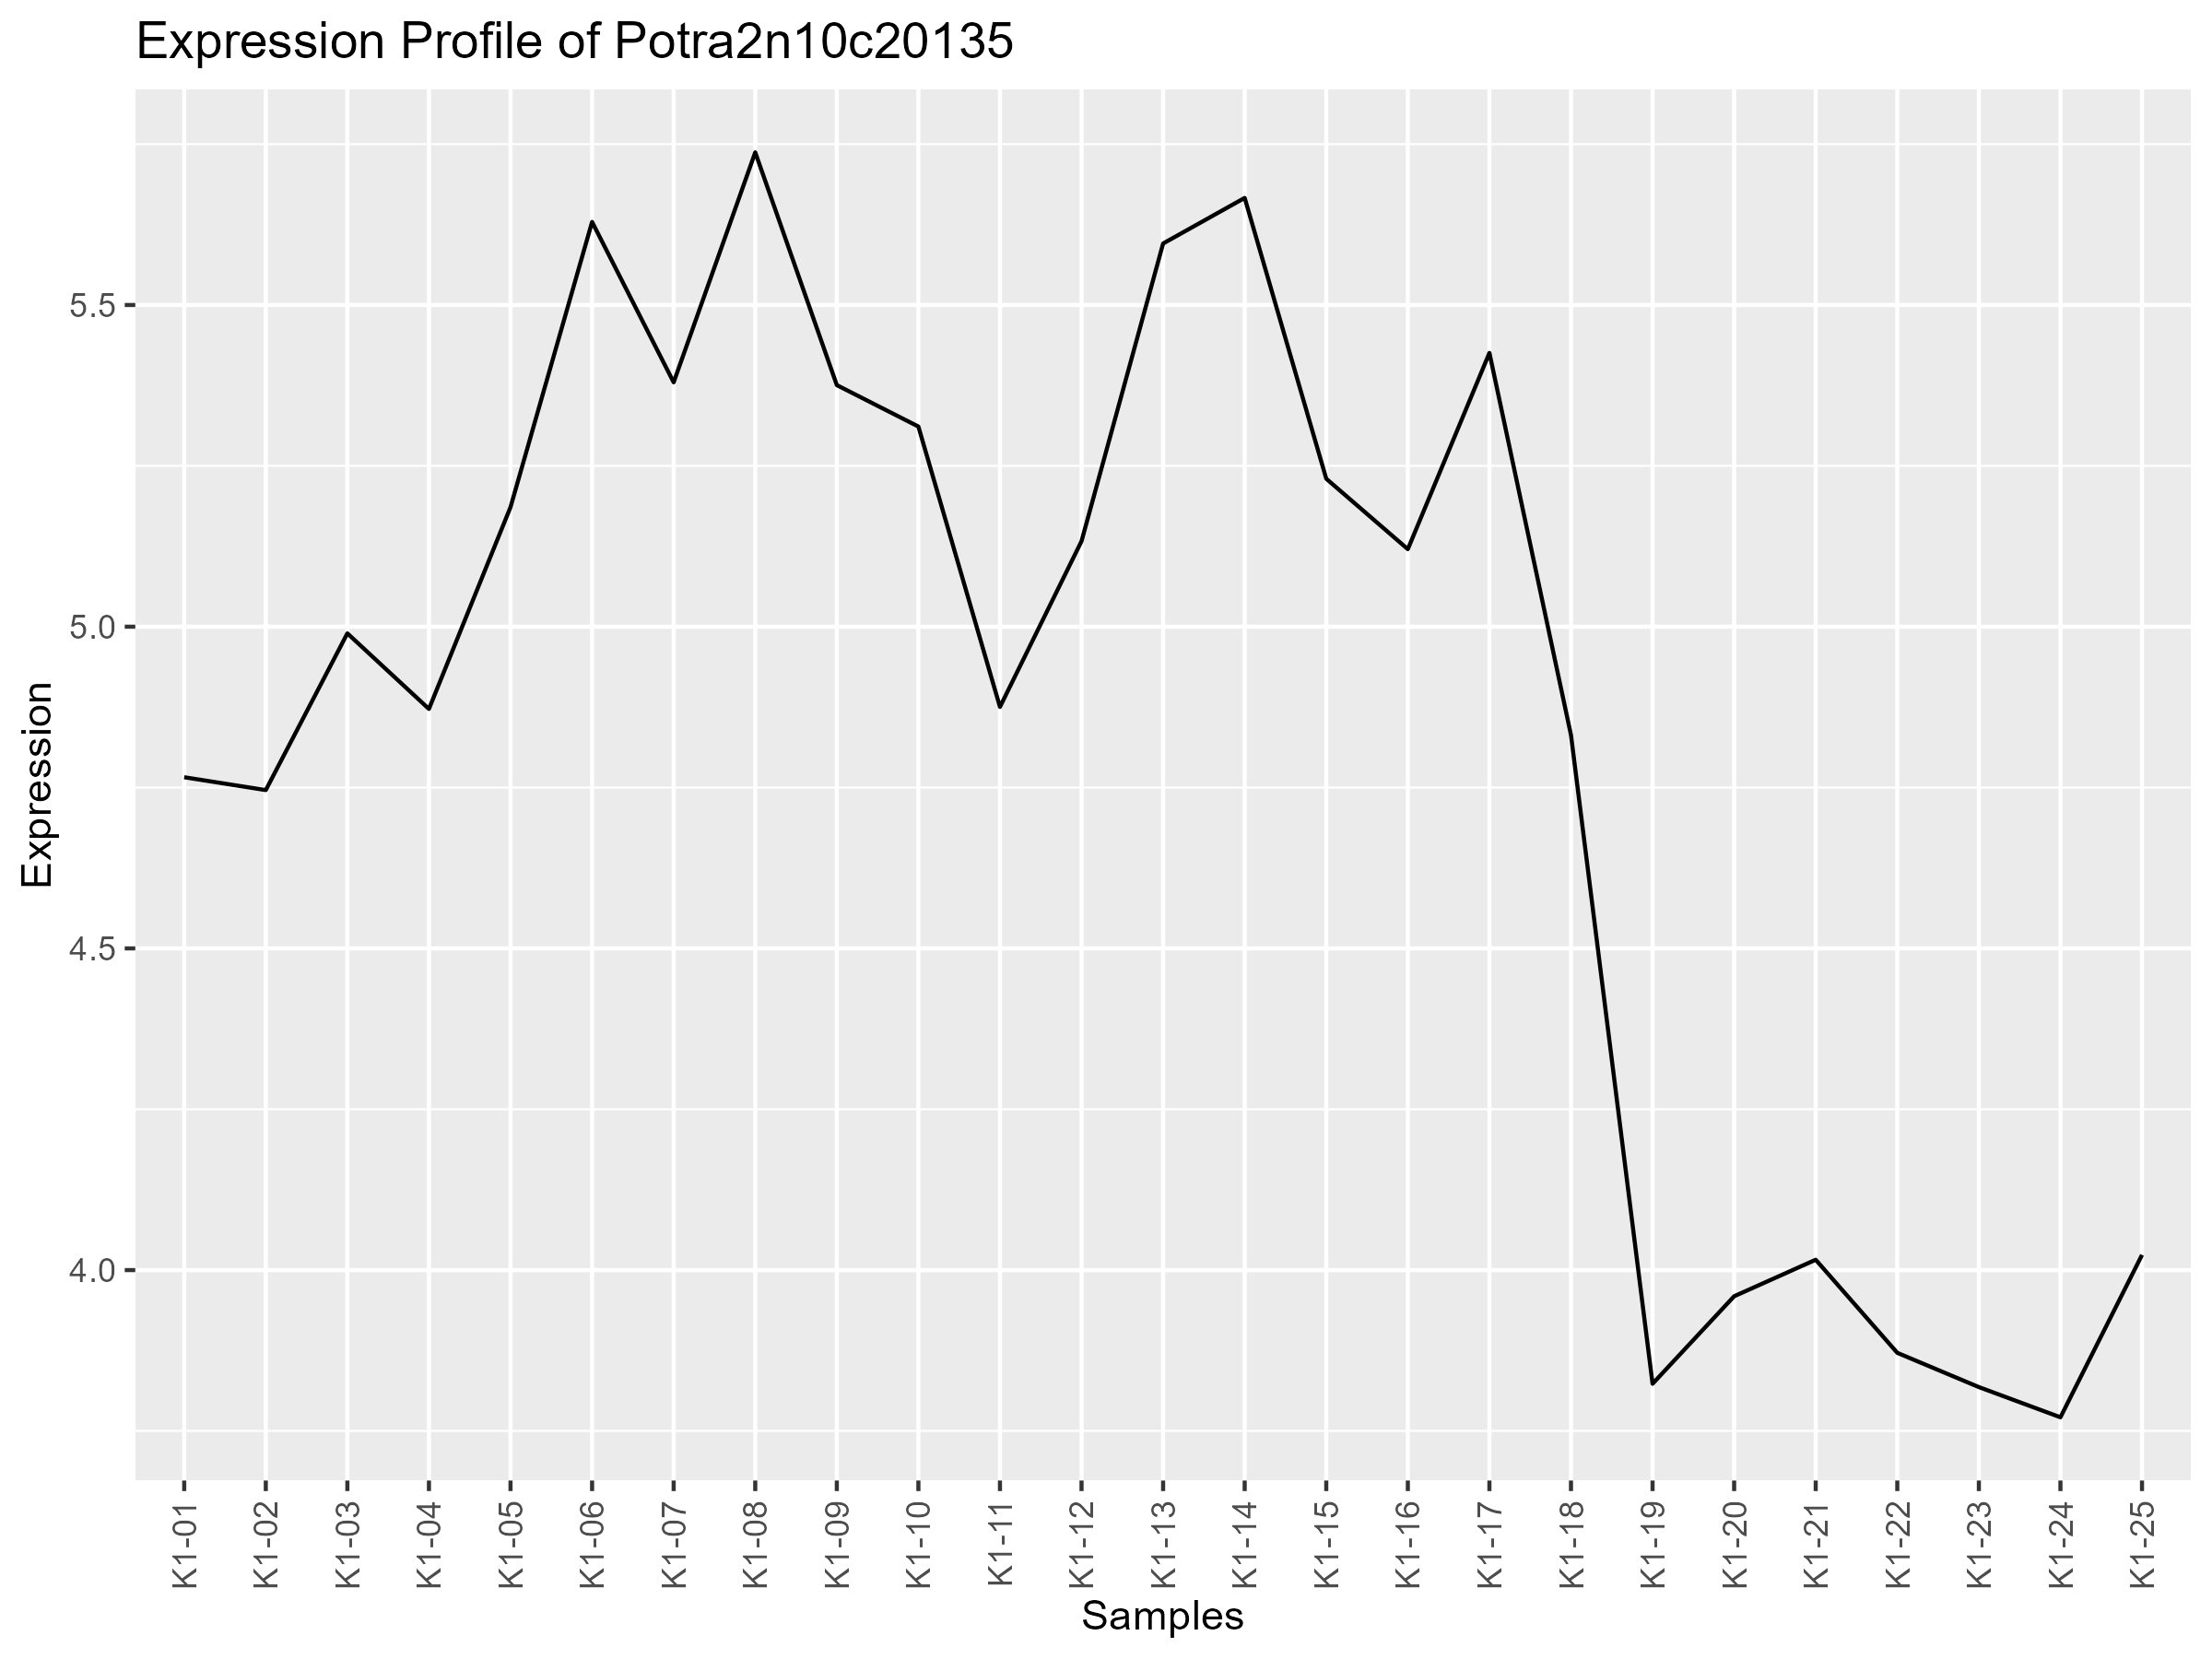 Expression Profile of Potra2n10c20135
Expression
5.5
5.0
4.5
4.0
K1-01
K1-02
K1-03
K1-04
K1-05
K1-06
K1-07
K1-08
K1-09
K1-10
K1-11
K1-12
K1-13
K1-14
K1-15
K1-16
K1-17
K1-18
K1-19
K1-20
K1-21
K1-22
K1-23
K1-24
K1-25
Samples